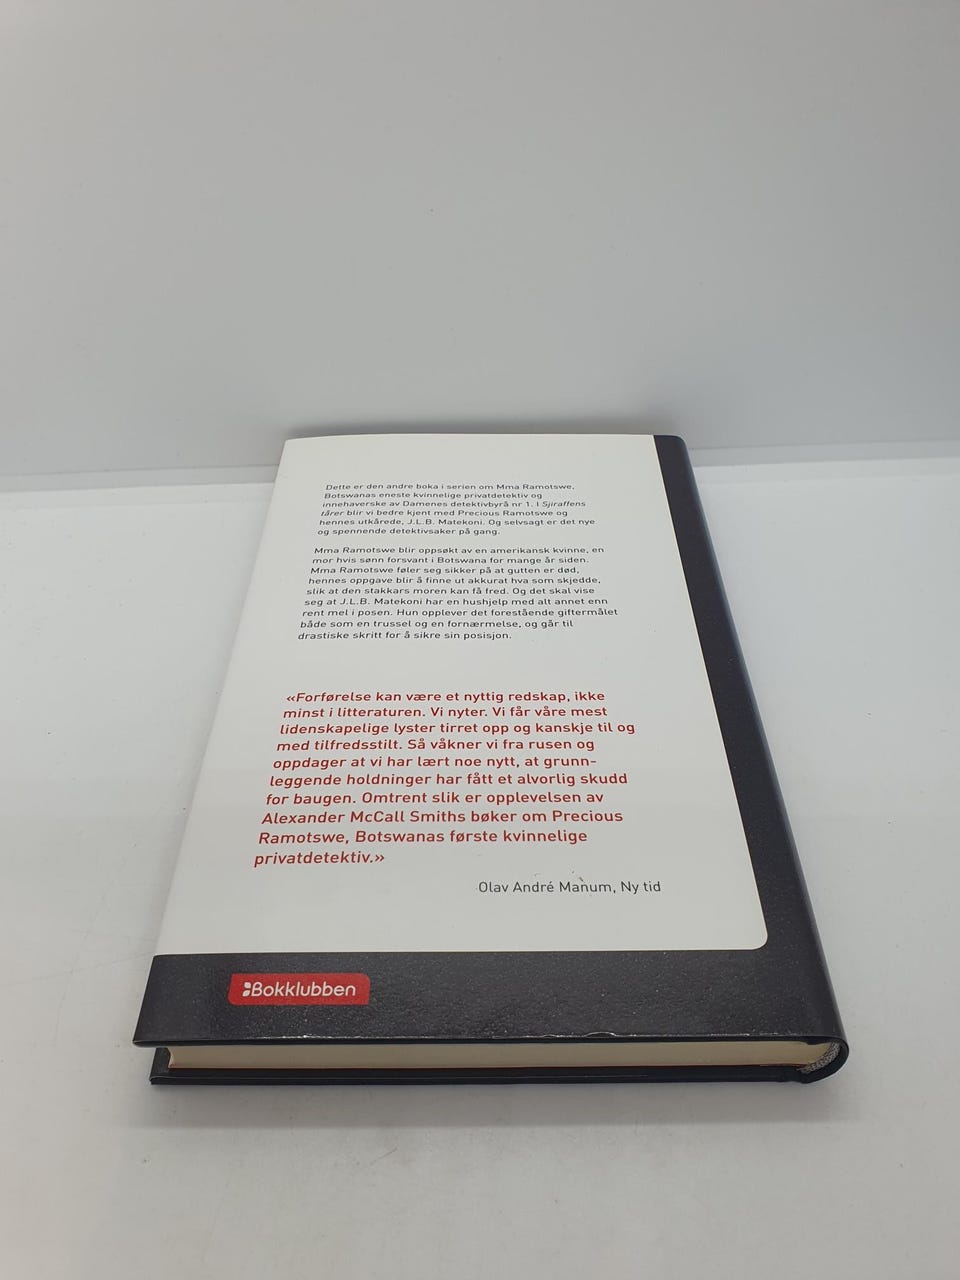 Dette er den andre boka i serien om Mma Ramotswe,
Botswanas eneste kvinnelige privatdetektiv og
innehaverske av Damenes detektivbyrå nr 1. I Sjiraffens
tårer blir vi bedre kjent med Precious Ramotswe og
hennes utkårede, J.L.B. Matekoni. Og selvsagt er det nye
og spennende detektivsaker på gang.
Mma Ramotswe blir oppsøkt av en amerikansk kvinne, en
mor hvis sønn forsvant i Botswana for mange år siden.
Mma Ramotswe føler seg sikker på at gutten er død,
hennes oppgave blir å finne ut akkurat hva som skjedde,
slik at den stakkars moren kan få fred. Og det skal vise
seg at J.L.B. Matekoni har en hushjelp med alt annet enn
rent mel i posen. Hun opplever det forestående giftermålet
både som en trussel og en fornærmelse, og går til
drastiske skritt for å sikre sin posisjon.
«Forførelse kan være et nyttig redskap, ikke
minst i litteraturen. Vi nyter. Vi får våre mest
lidenskapelige lyster tirret opp og kanskje til og
med tilfredsstilt. Så våkner vi fra rusen og
oppdager at vi har lært noe nytt, at grunn-
leggende holdninger har fått et alvorlig skudd
for baugen. Omtrent slik er opplevelsen av
Alexander McCall Smiths bøker om Precious
Ramotswe, Botswanas første kvinnelige
privatdetektiv.»
Olav André Manum, Ny tid
Bokklubben